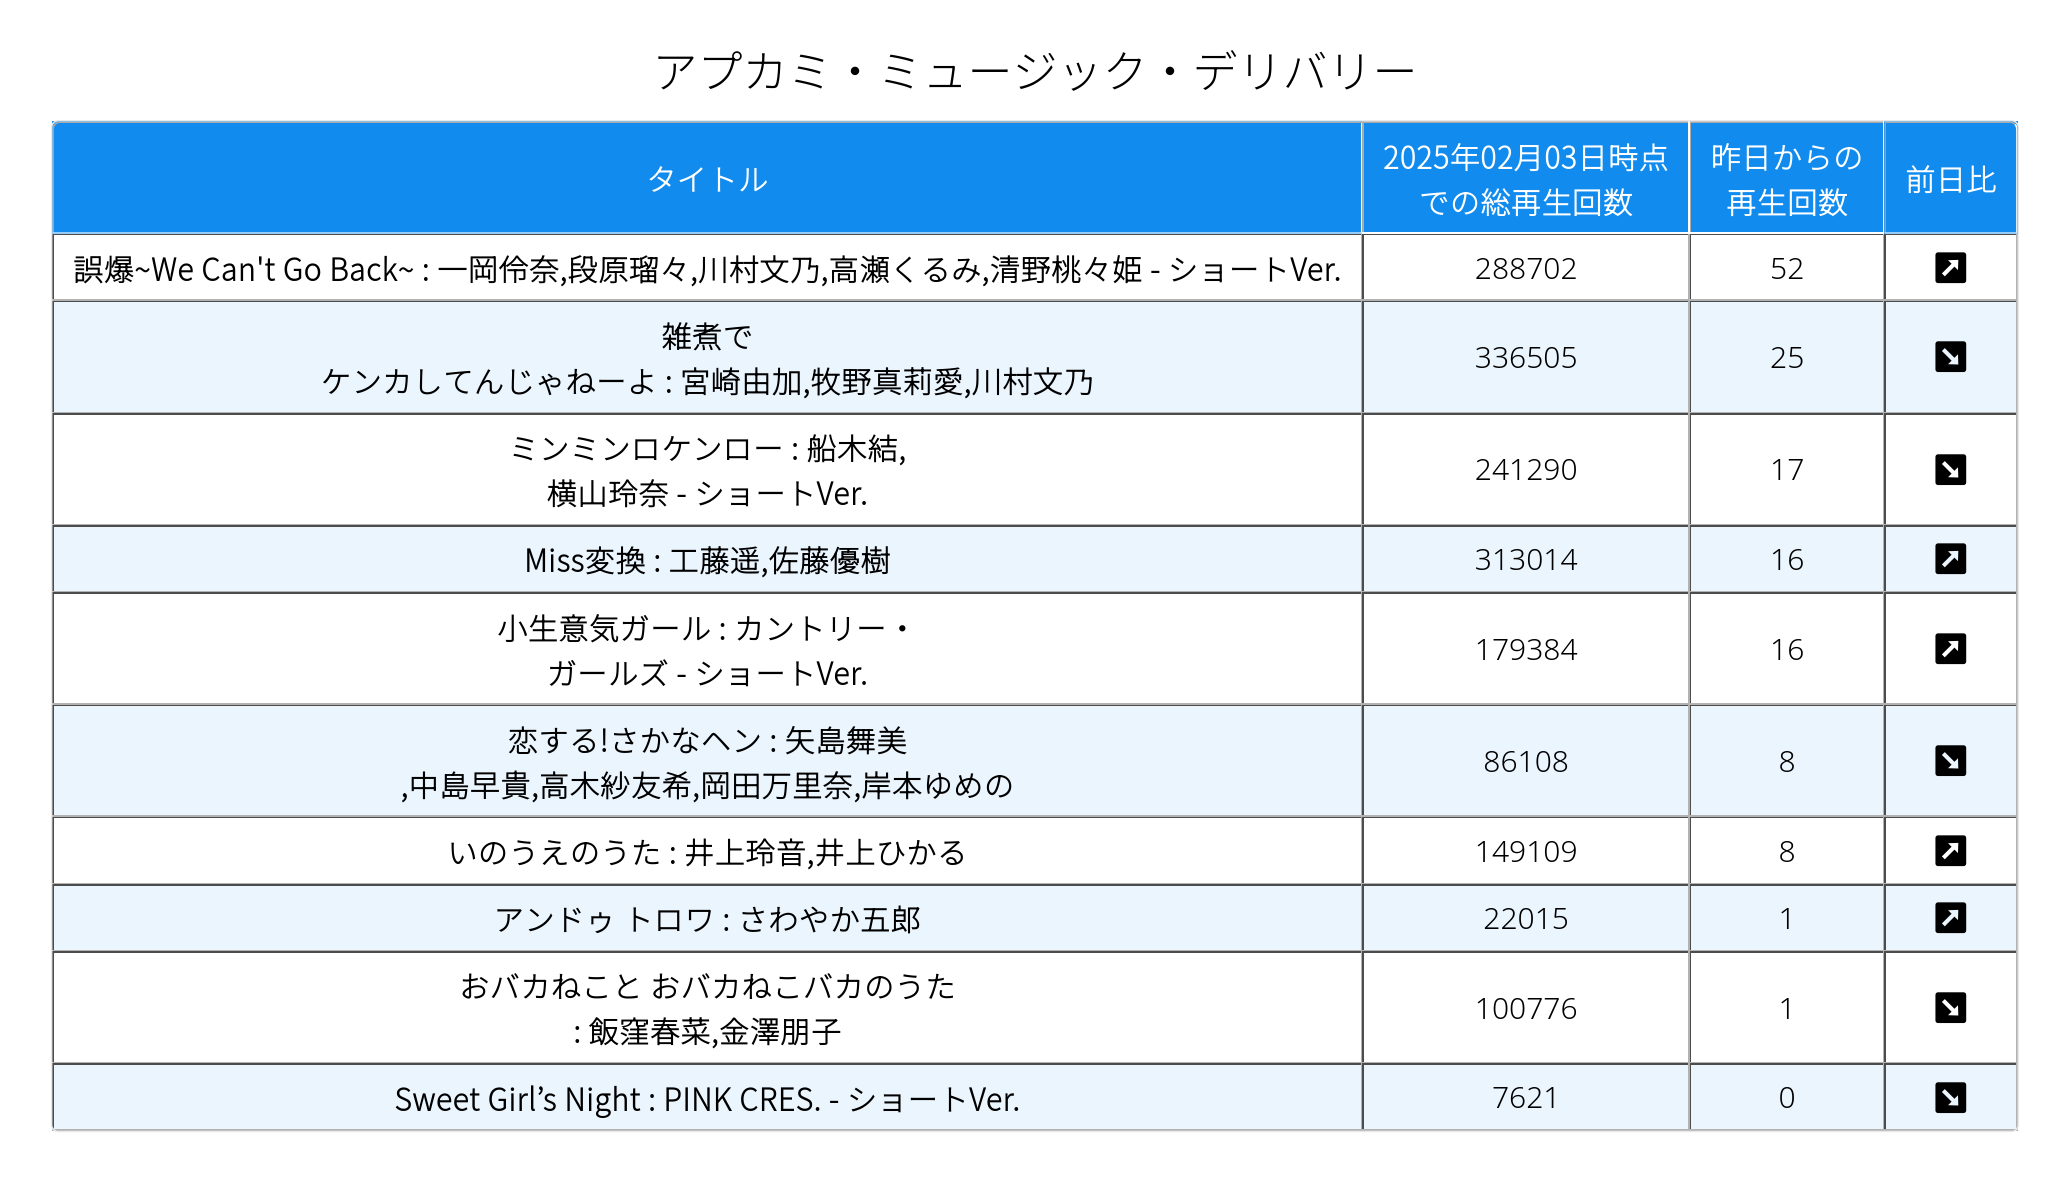 アプカミ・ミュージック・デリバリー
タイトル
2025年02月03日時点
での総再生回数
昨日からの
再生回数
前日比
誤爆~We Can't Go Back~ : 一岡伶奈,段原瑠々,川村文乃,高瀬くるみ,清野桃々姫 - ショートVer.
288702
52
雑煮で
ケンカしてんじゃねーよ : 宮崎由加,牧野真莉愛,川村文乃
336505
25
ミンミンロケンロー : 船木結,
横山玲奈 - ショートVer.
241290
17
Miss変換 : 工藤遥,佐藤優樹
313014
16
小生意気ガール : カントリー・
ガールズ - ショートVer.
179384
16
恋する!さかなヘン : 矢島舞美
,中島早貴,高木紗友希,岡田万里奈,岸本ゆめの
86108
8
いのうえのうた : 井上玲音,井上ひかる
149109
8
アンドゥ トロワ : さわやか五郎
22015
1
おバカねこと おバカねこバカのうた
: 飯窪春菜,金澤朋子
100776
1
Sweet Girl’s Night : PINK CRES. - ショートVer.
7621
0